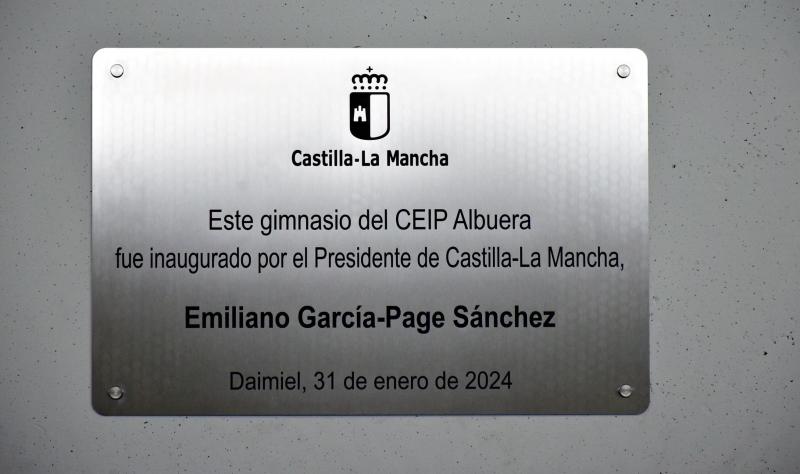 Castilla-La Mancha
Este gimnasio del CEIP Albuera
fue inaugurado por el Presidente de Castilla-La Mancha,
Emiliano García-Page Sánchez
Daimiel, 31 de enero de 2024